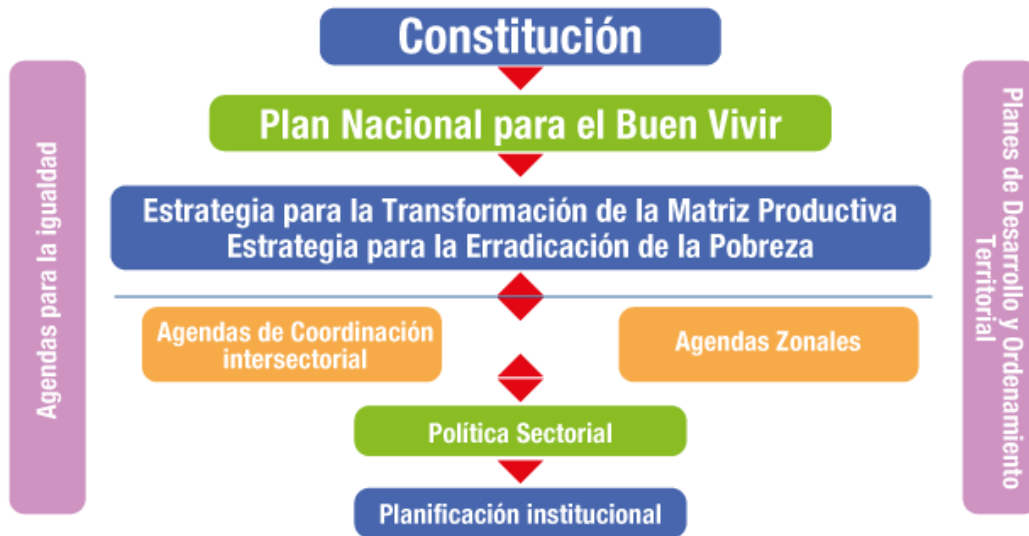 Constitución
Plan Nacional para el Buen Vivir
Estrategia para la Transformación de la Matriz Productiva
Estrategia para la Erradicación de la Pobreza
Agendas de Coordinación
intersectorial
Agendas Zonales
Política Sectorial
Planificación institucional
Agendas para la igualdad
Planes de Desarrollo y Ordenamiento
Territorial